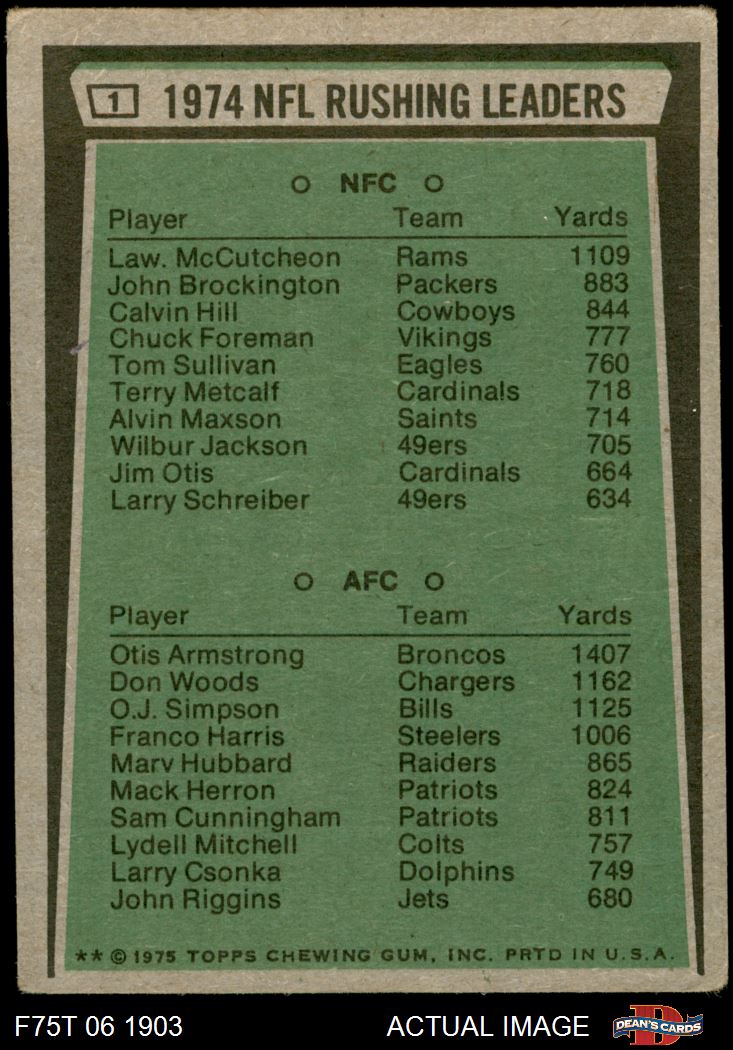 1 1974 NFL RUSHING LEADERS
NFC
Player Team Yards
Law. McCutcheon Rams 1109
John Brockington Packers 883
Calvin Hill Cowboys 844
Chuck Foreman Vikings 777
Tom Sullivan Eagles 760
Terry Metcalf Cardinals 718
Alvin Maxson Saints 714
Wilbur Jackson 49ers 705
Jim Otis Cardinals 664
Larry Schreiber 49ers 634
AFC
Player Team Yards
Otis Armstrong Broncos 1407
Don Woods Chargers 1162
O.J. Simpson Bills 1125
Franco Harris Steelers 1006
Marv Hubbard Raiders 865
Mack Herron Patriots 824
Sam Cunningham Patriots 811
Lydell Mitchell Colts 757
Larry Csonka Dolphins 749
John Riggins Jets 680
** © 1975 TOPPS CHEWING GUM, INC. PRTD IN U.S.A.
F75T 06 1903 ACTUAL IMAGE D DEAN'S CARDS